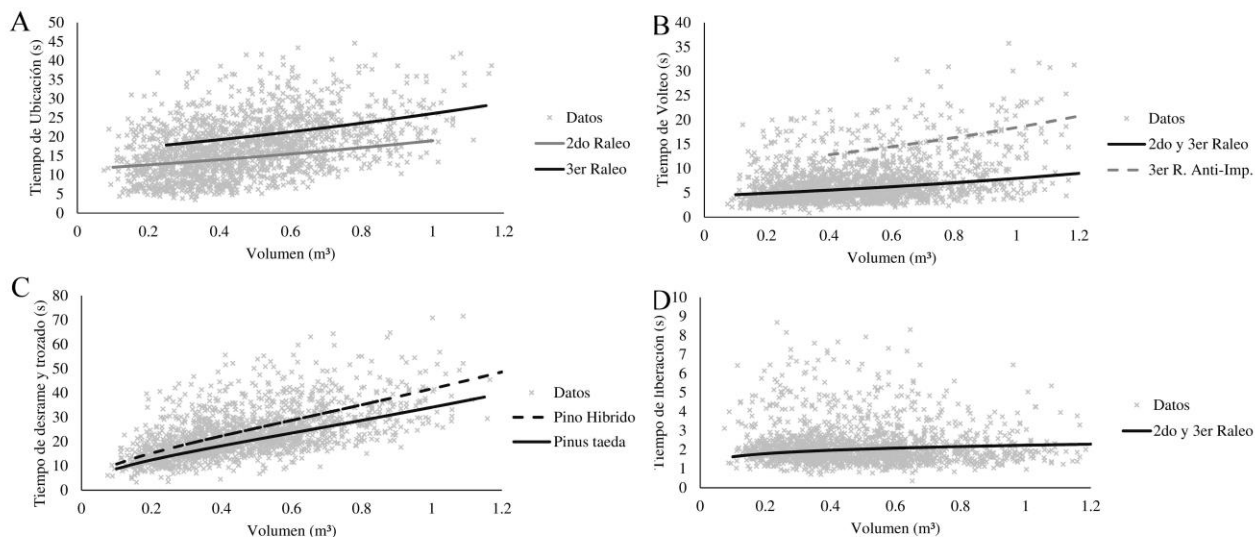 A
Tiempo de Ubicación (s)
50
45
40
35
30
25
20
15
10
5
0
0 0.2 0.4 0.6 0.8 1 1.2
Volumen (m³)
Datos
2do Raleo
3er Raleo
B
Tiempo de Volteo (s)
40
35
30
25
20
15
10
5
0
0 0.2 0.4 0.6 0.8 1 1.2
Volumen (m³)
Datos
2do y 3er Raleo
3er R. Anti-Imp.
C
Tiempo de desrame y trozado (s)
80
70
60
50
40
30
20
10
0
0 0.2 0.4 0.6 0.8 1 1.2
Volumen (m³)
Datos
Pino Hibrido
Pinus taeda
D
Tiempo de liberación (s)
10
9
8
7
6
5
4
3
2
1
0
0 0.2 0.4 0.6 0.8 1 1.2
Volumen (m³)
Datos
2do y 3er Raleo